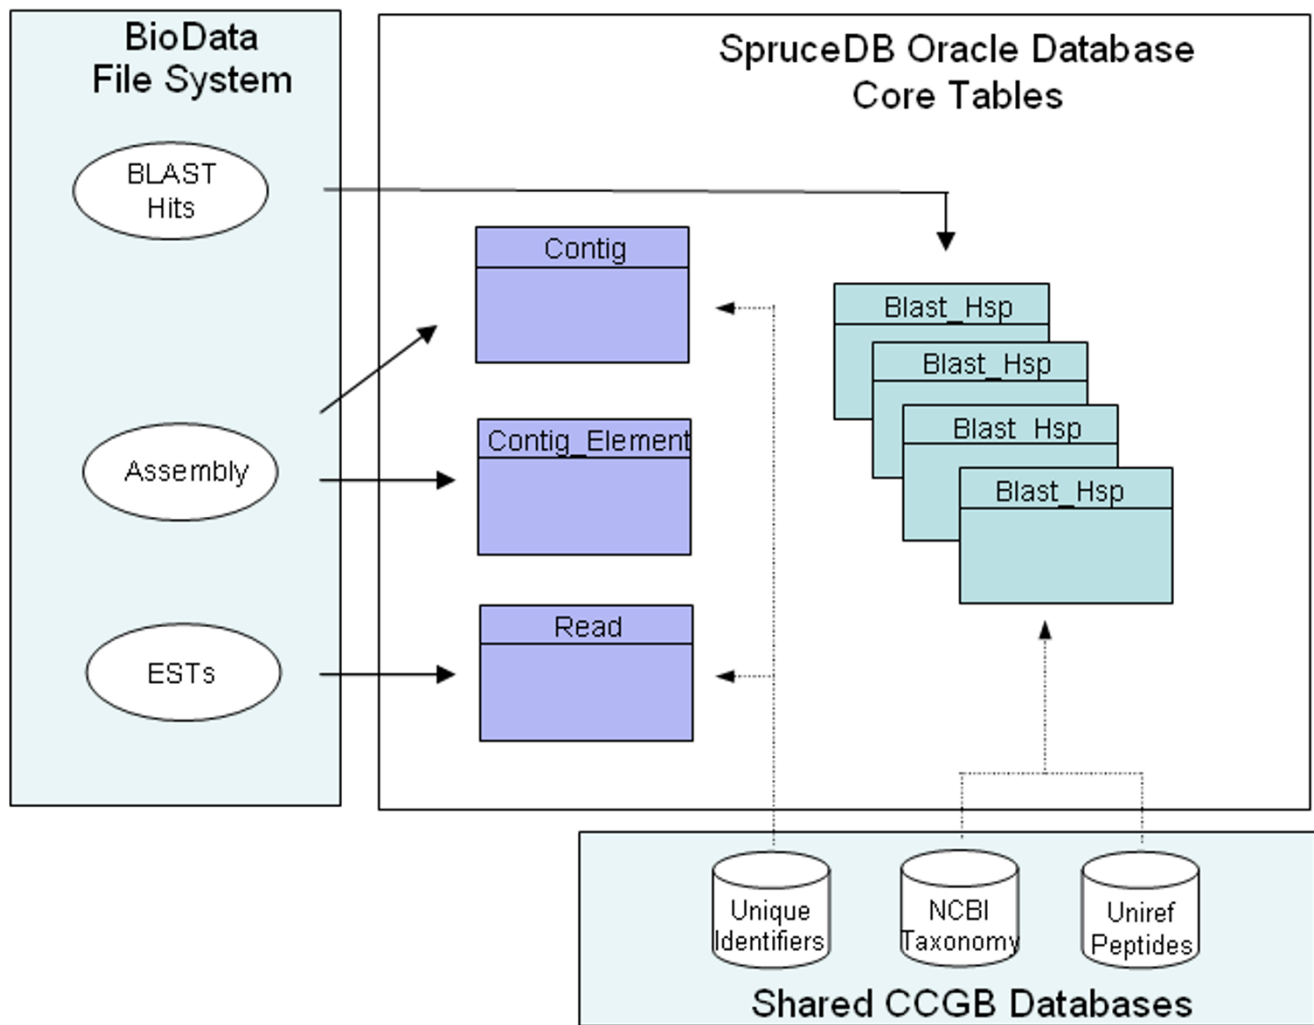 BioData
File System
SpruceDB Oracle Database
Core Tables
BLAST
Hits
Contig
Blast_Hsp
Blast_Hsp
Blast_Hsp
Blast_Hsp
Assembly
Contig_Element
ESTs
Read
Unique
Identifiers
NCBI
Taxonomy
Uniref
Peptides
Shared CCGB Databases